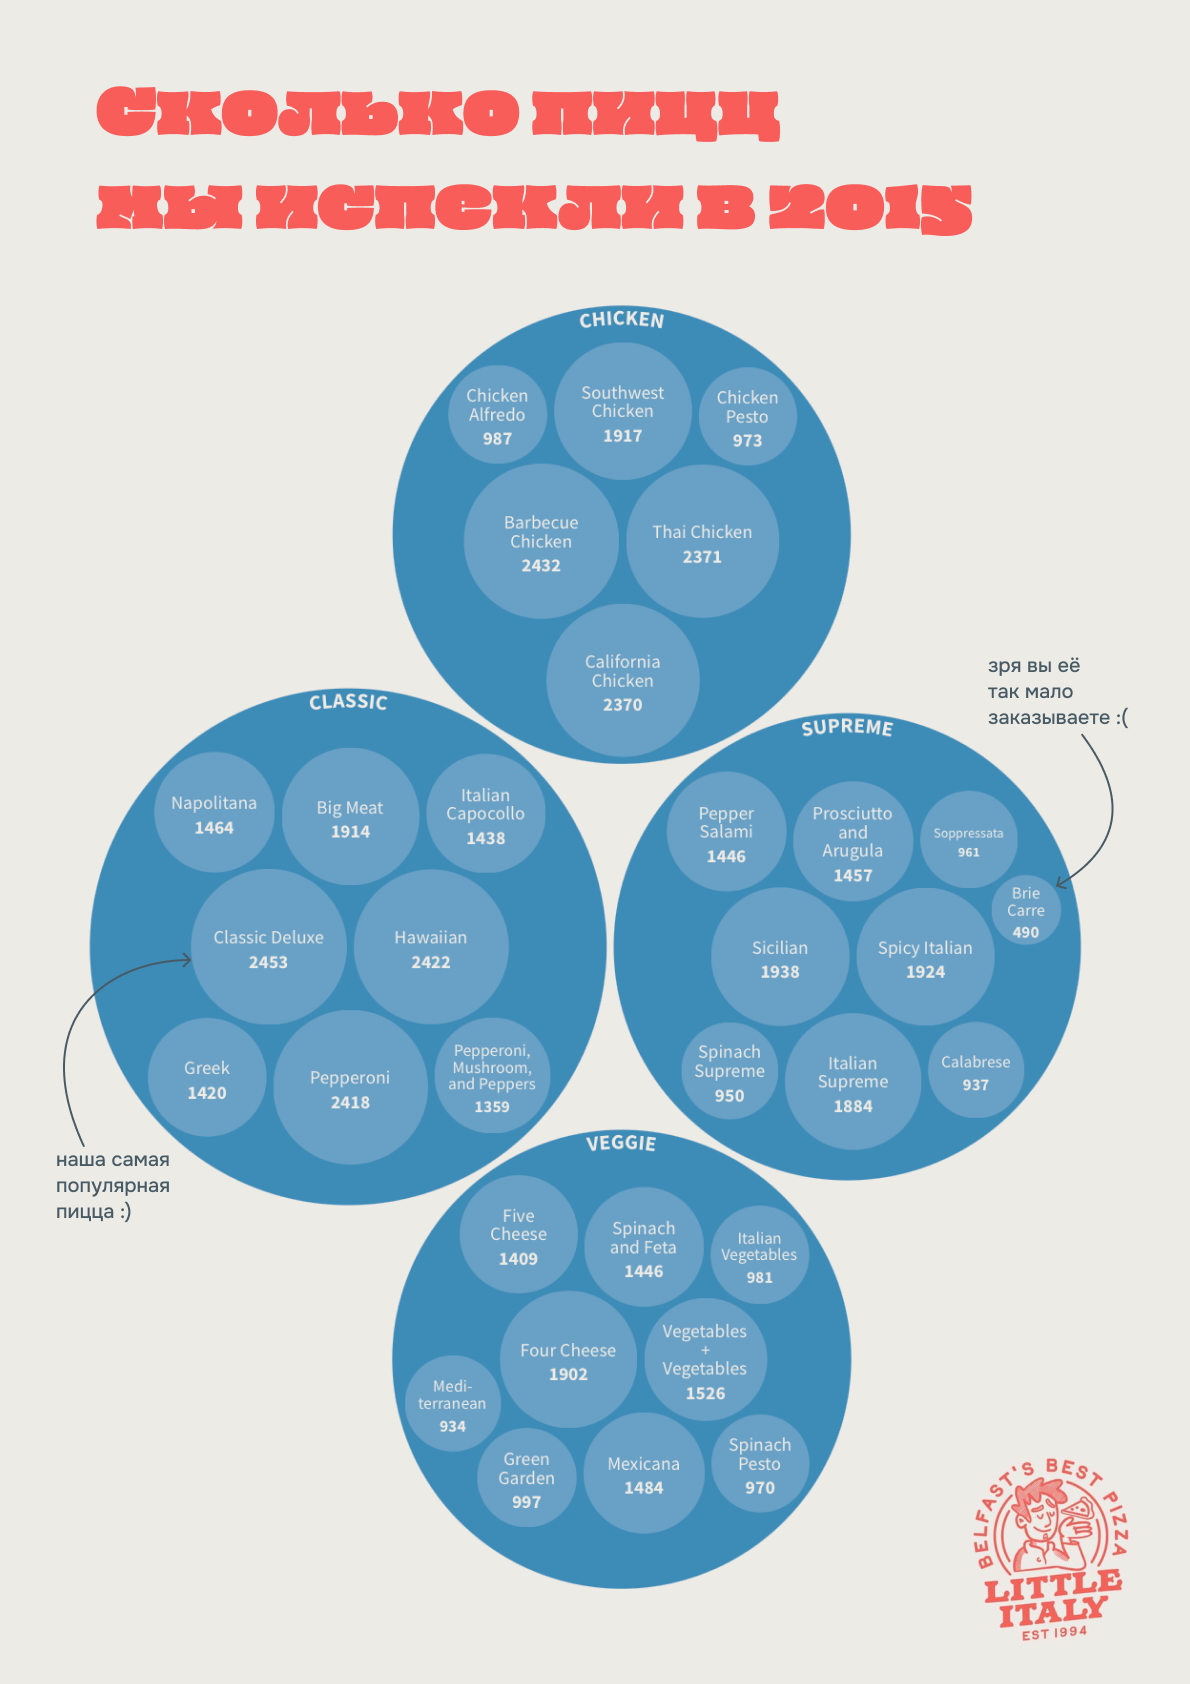 Сколько пицц
мы испекли в 2015
CHICKEN
Chicken
Alfredo
987
Southwest
Chicken
1917
Chicken
Pesto
973
Barbecue
Chicken
2432
Thai Chicken
2371
California
Chicken
2370
зря вы её
так мало
заказываете :(
CLASSIC
Napolitana
1464
Big Meat
1914
Italian
Capocollo
1438
Classic Deluxe
2453
Hawaiian
2422
Greek
1420
Pepperoni
2418
Pepperoni,
Mushroom,
and Peppers
1359
наша самая
популярная
пицца :)
SUPREME
Pepper
Salami
1446
Prosciutto
and
Arugula
1457
Soppressata
961
Brie
Carre
490
Sicilian
1938
Spicy Italian
1924
Spinach
Supreme
950
Italian
Supreme
1884
Calabrese
937
VEGGIE
Five
Cheese
1409
Spinach
and Feta
1446
Italian
Vegetables
981
Four Cheese
1902
Vegetables
+
Vegetables
1526
Medi-
terranean
934
Green
Garden
997
Mexicana
1484
Spinach
Pesto
970
BELFAST'S BEST PIZZA
LITTLE
ITALY
EST 1994